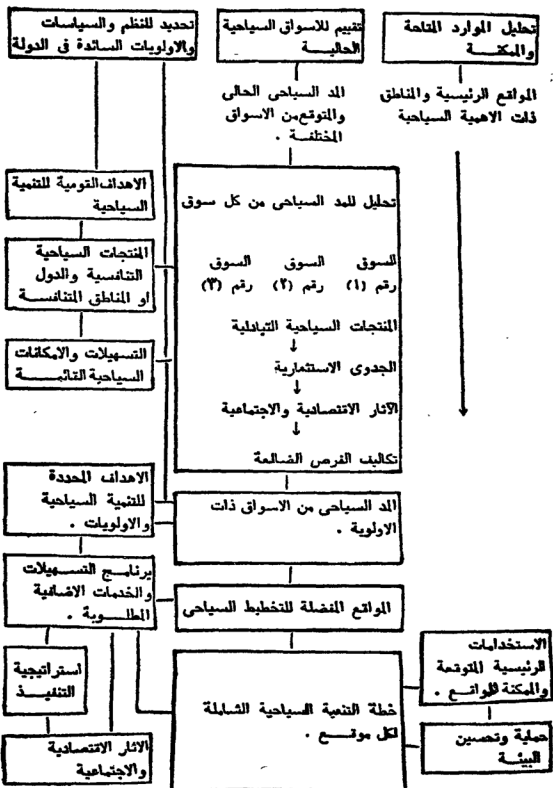 تحليل الموارد المتاحة
والمكنة
تقييم للاسواق السياحية
الحالية
تحديد للنظم والسياسات
والاولويات السائدة فى الدولة
المواقع الرئيسية والمناطق
ذات الاهمية السياحية
المد السياحى الحالى
والمتوقع من الاسواق
المختلفة .
تحليل للمد السياحى من كل سوق
السوق السوق السوق
رقم (١) رقم (٢) رقم (٣)
المنتجات السياحية التبادلية
الجدوى الاستثمارية
الآثار الاقتصادية والاجتماعية
تكاليف الفرص الضائعة
الاهداف القومية للتنمية
السياحية
المنتجات السياحية
التنافسية والدول
او المناطق المتنافسة
التسهيلات والامكانات
السياحية القائمة
الاهداف المحددة
للتنمية السياحية
والاولويات .
المد السياحى من الاسواق ذات
الاولوية .
برنامج التسهيلات
والخدمات الاضافية
المطلوبة .
المواقع المفضلة للتخطيط السياحى
الاستخدامات
الرئيسية المتوقعة
والمكنة للواقع .
خطة التنمية السياحية الشاملة
لكل موقع .
استراتيجية
التنفيذ
حماية وتحسين
البيئة
الاثار الاقتصادية
والاجتماعية